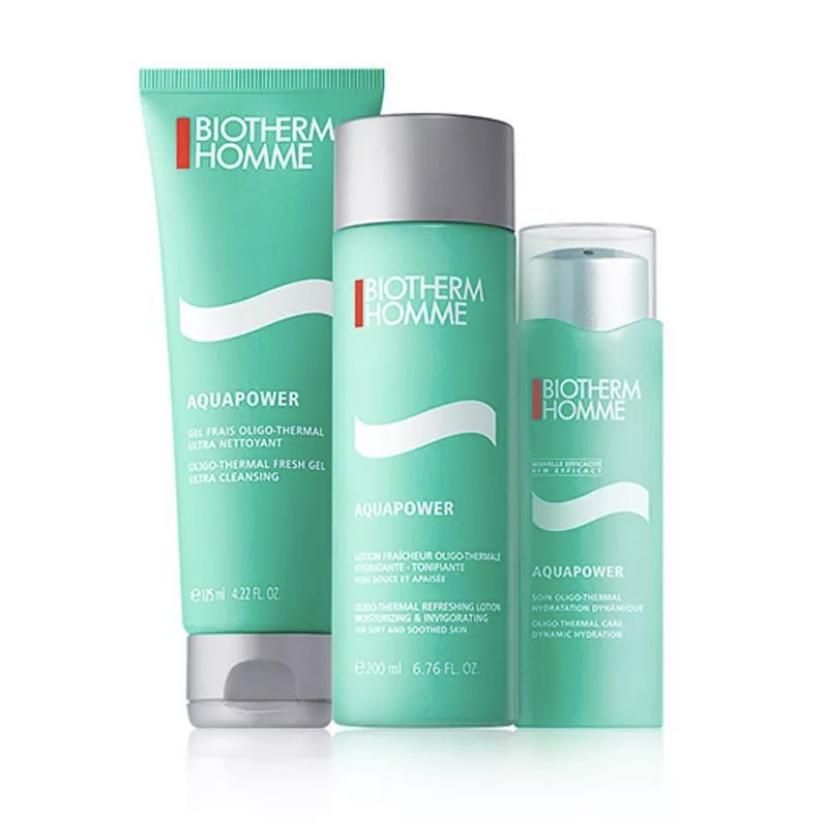 BIOTHERM
HOMME
AQUAPOWER
GEL FRAIS OLIGO-THERMAL
ULTRA NETTOYANT
OLIGO-THERMAL FRESH GEL
ULTRA CLEANSING
℮125 ml 4.22 FL. OZ.
BIOTHERM
HOMME
AQUAPOWER
LOTION FRAÎCHEUR OLIGO-THERMALE
HYDRATANTE - TONIFIANTE
PEAU DOUCE ET APAISÉE
OLIGO-THERMAL REFRESHING LOTION
MOISTURIZING & INVIGORATING
FOR SOFT AND SOOTHED SKIN
℮200 ml 6.76 FL. OZ.
BIOTHERM
HOMME
NOUVELLE EFFICACITÉ
NEW EFFICACY
AQUAPOWER
SOIN OLIGO-THERMAL
HYDRATATION DYNAMIQUE
OLIGO THERMAL CARE
DYNAMIC HYDRATION